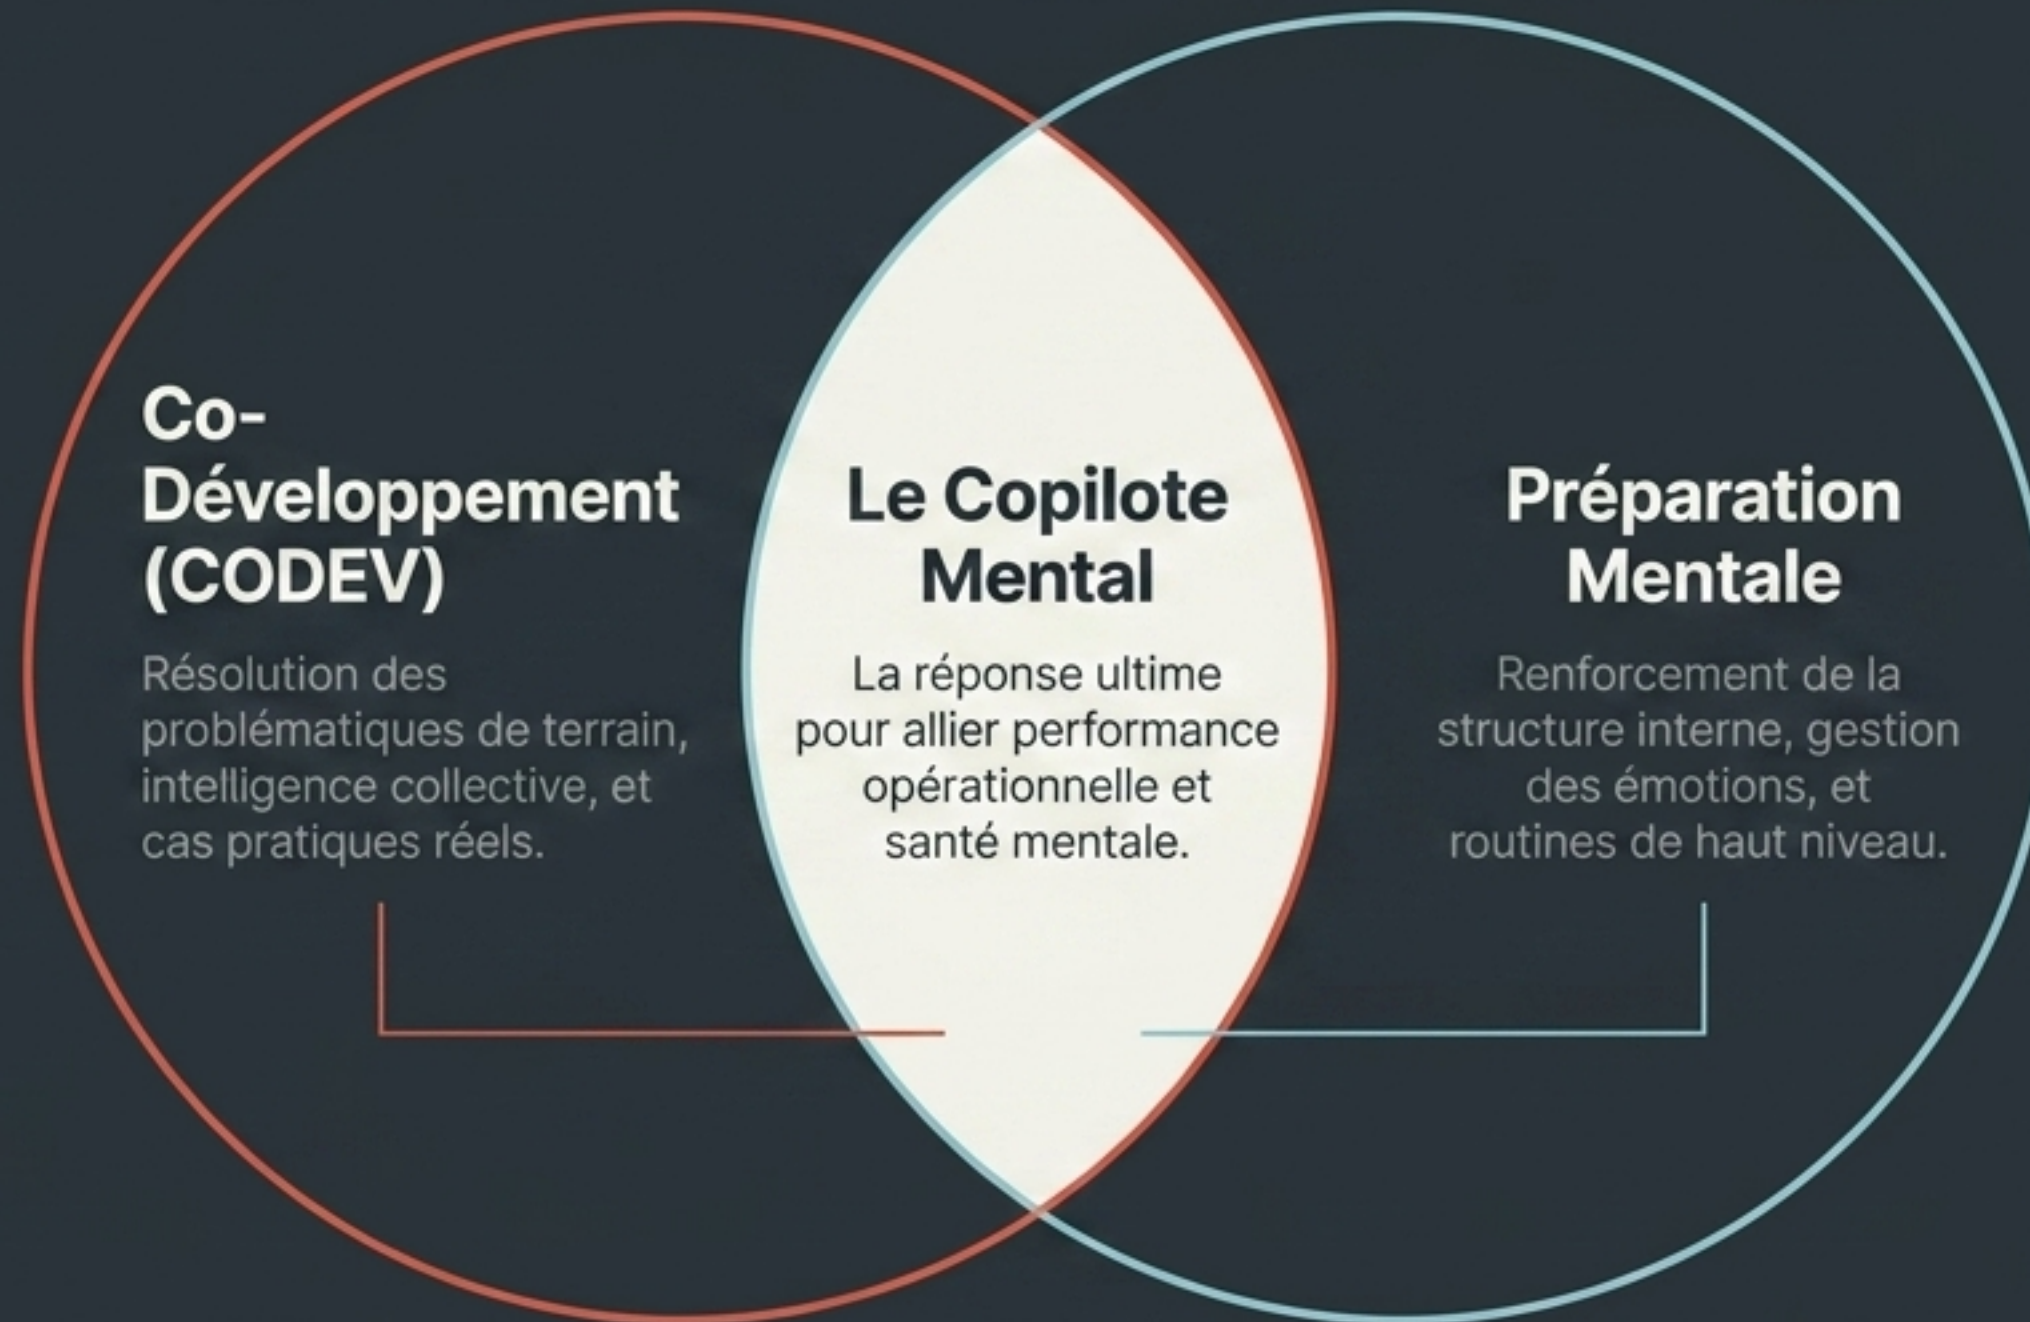 Co-
Développement
(CODEV)
Résolution des
problématiques de terrain,
intelligence collective, et
cas pratiques réels.
Le Copilote
Mental
La réponse ultime
pour allier performance
opérationnelle et
santé mentale.
Préparation
Mentale
Renforcement de la
structure interne, gestion
des émotions, et
routines de haut niveau.